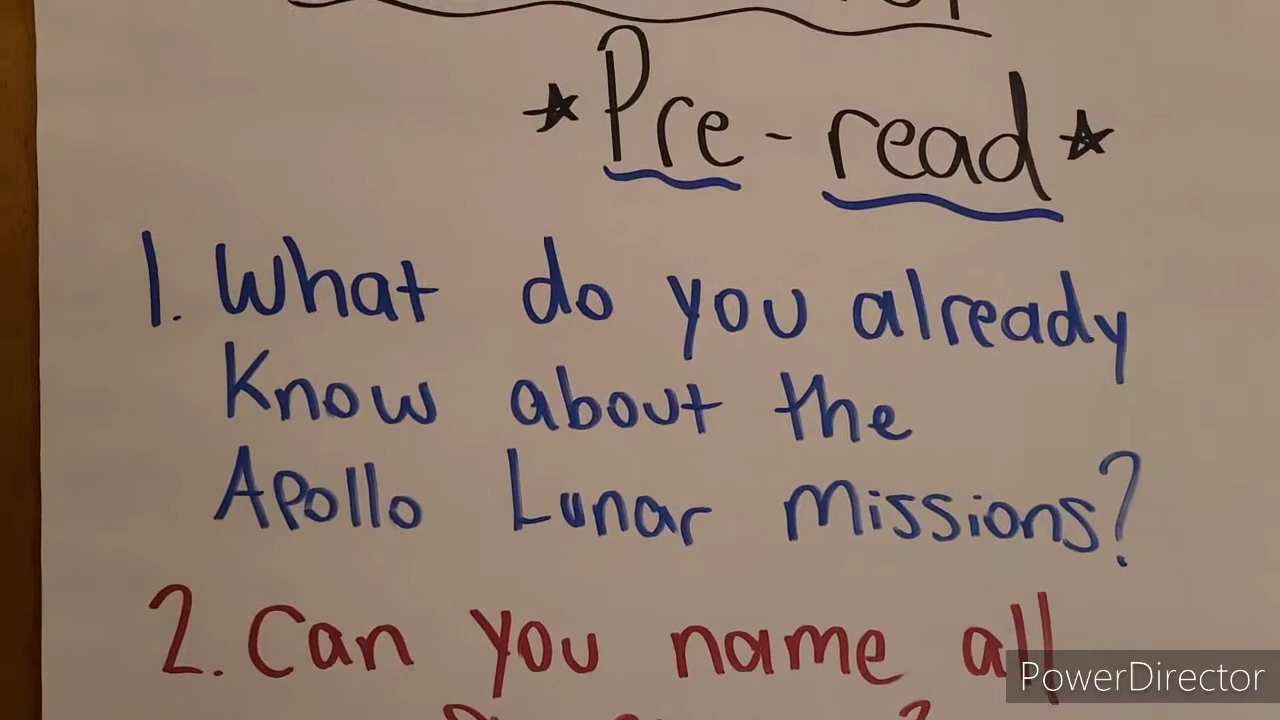 ★ Pre-read ★
1. What do you already
Know about the
Apollo Lunar Missions?
2. Can you name all
PowerDirector